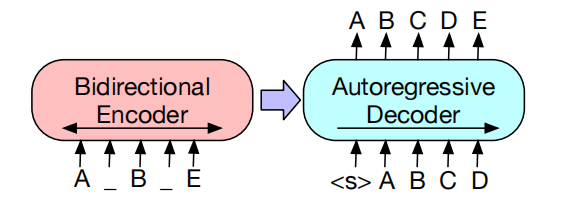 A B C D E
Bidirectional
Encoder
Autoregressive
Decoder
A _ B _ E
<s> A B C D